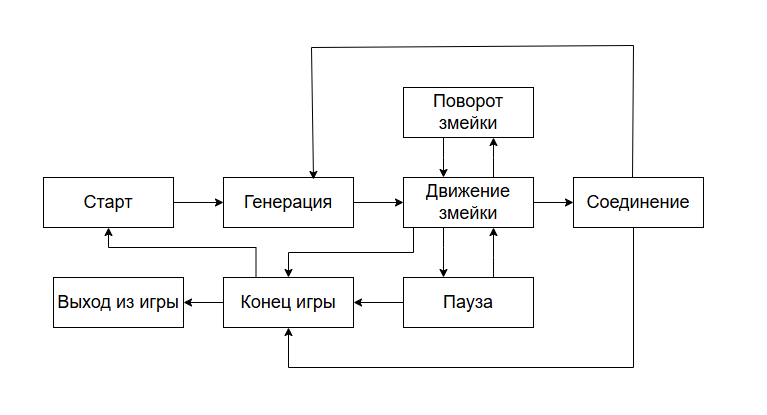 Поворот
змейки
Старт
Генерация
Движение
змейки
Соединение
Выход из игры
Конец игры
Пауза